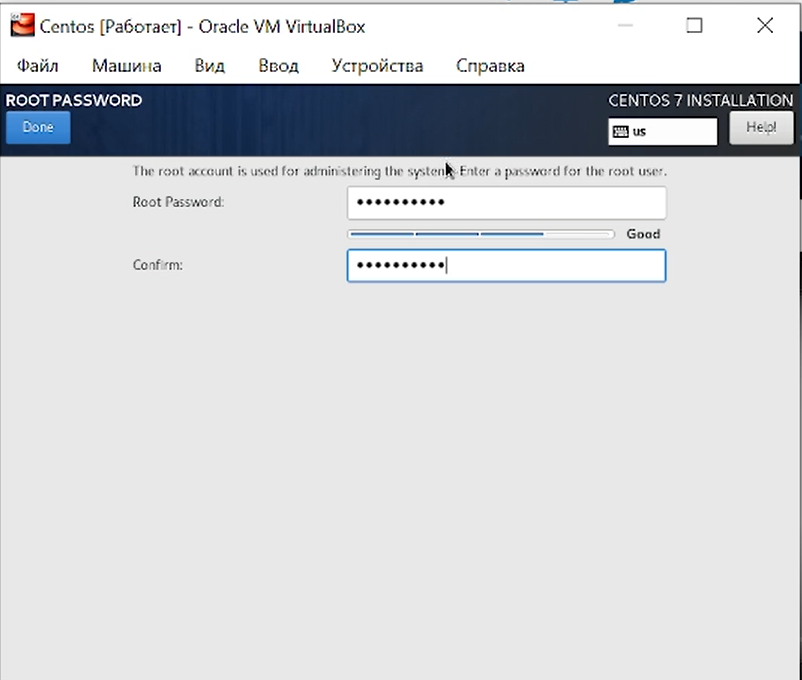 Centos [Работает] - Oracle VM VirtualBox
Файл Машина Вид Ввод Устройства Справка
ROOT PASSWORD
CENTOS 7 INSTALLATION
Done
us
Help!
The root account is used for administering the system. Enter a password for the root user.
Root Password: ••••••••••
Good
Confirm: ••••••••••